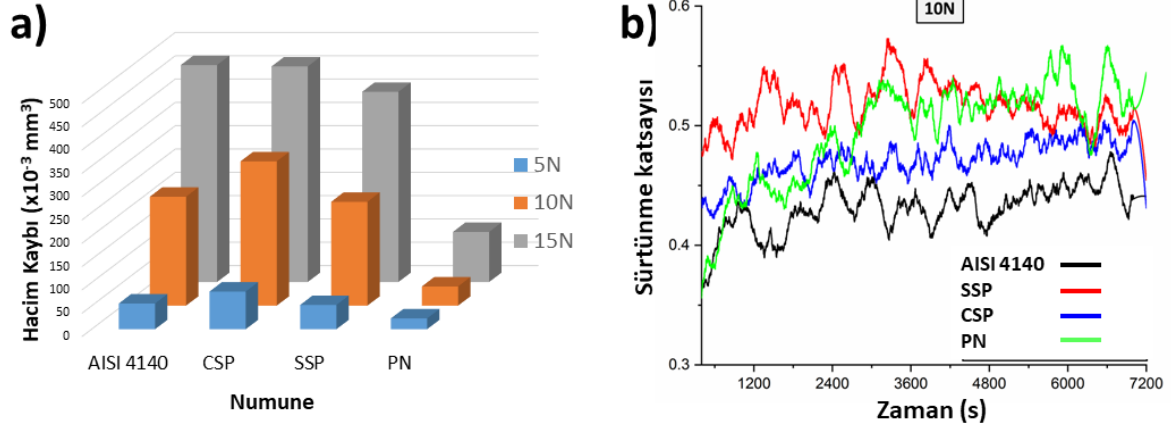 a)
Hacim Kaybı (x10⁻³ mm³)
500
450
400
350
300
250
200
150
100
50
0
AISI 4140 CSP SSP PN
Numune
5N
10N
15N
b)
10N
Sürtünme katsayısı
0.6
0.5
0.4
0.3
AISI 4140
SSP
CSP
PN
1200 2400 3600 4800 6000 7200
Zaman (s)